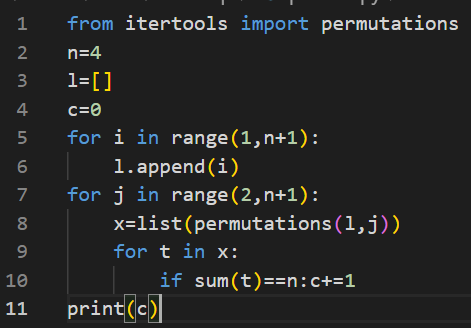 1 from itertools import permutations
2 n=4
3 l=[]
4 c=0
5 for i in range(1,n+1):
6     l.append(i)
7 for j in range(2,n+1):
8     x=list(permutations(l,j))
9     for t in x:
10         if sum(t)==n:c+=1
11 print(c)